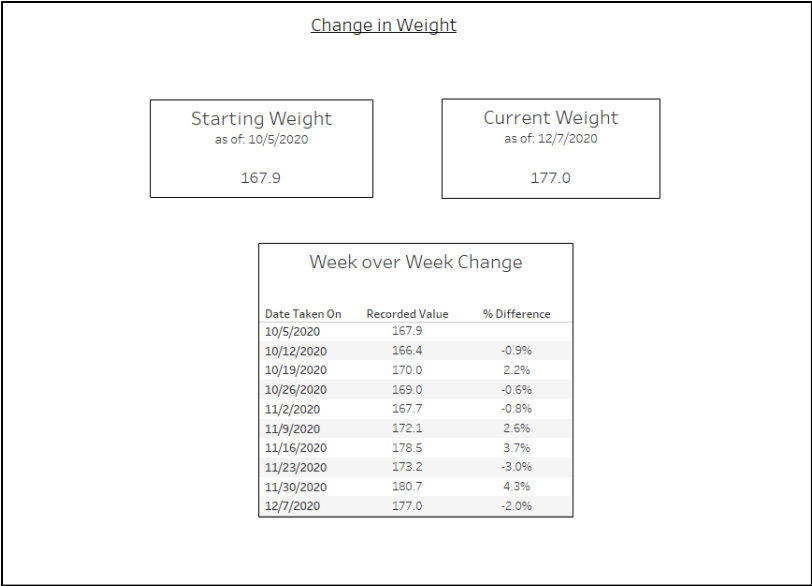 Change in Weight
Starting Weight
as of: 10/5/2020
167.9
Current Weight
as of: 12/7/2020
177.0
Week over Week Change
Date Taken On Recorded Value % Difference
10/5/2020 167.9
10/12/2020 166.4 -0.9%
10/19/2020 170.0 2.2%
10/26/2020 169.0 -0.6%
11/2/2020 167.7 -0.8%
11/9/2020 172.1 2.6%
11/16/2020 178.5 3.7%
11/23/2020 173.2 -3.0%
11/30/2020 180.7 4.3%
12/7/2020 177.0 -2.0%